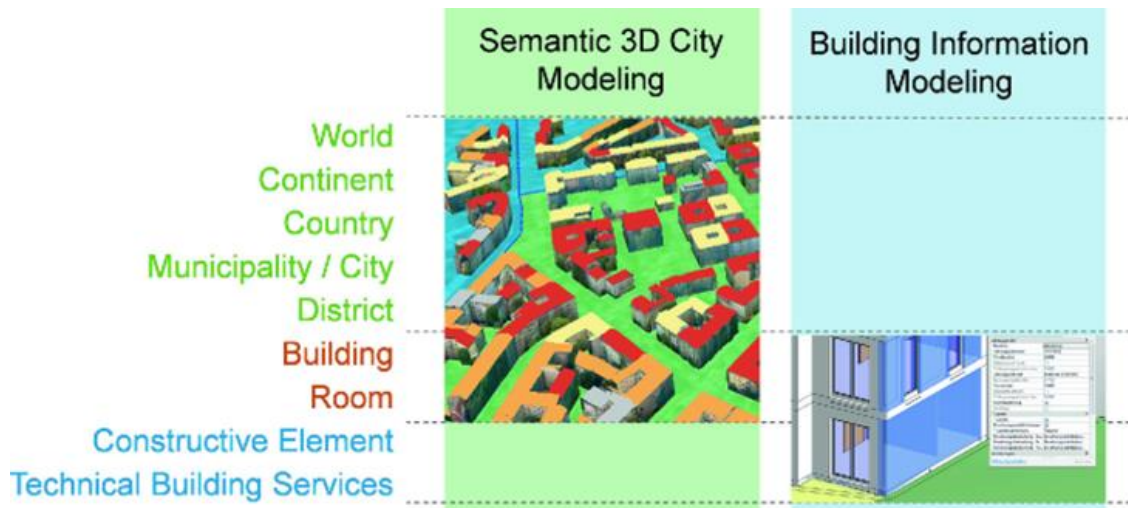 Semantic 3D City
Modeling
Building Information
Modeling
World
Continent
Country
Municipality / City
District
Building
Room
Constructive Element
Technical Building Services